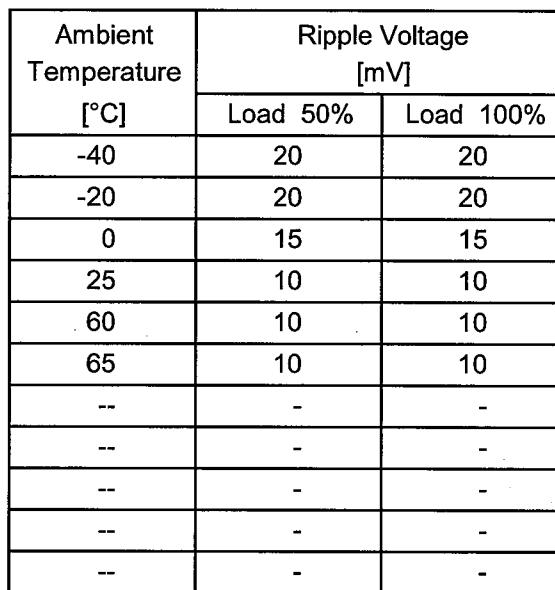 Ambient Temperature [°C] Ripple Voltage [mV]
Load 50% Load 100%
-40 20 20
-20 20 20
0 15 15
25 10 10
60 10 10
65 10 10
-- - -
-- - -
-- - -
-- - -
-- - -